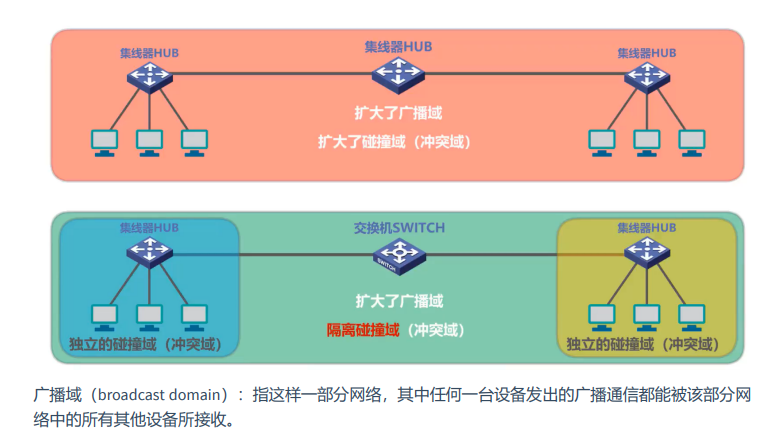 集线器HUB
集线器HUB
集线器HUB
扩大了广播域
扩大了碰撞域（冲突域）
集线器HUB
交换机SWITCH
集线器HUB
SWITCH
扩大了广播域
隔离碰撞域（冲突域）
独立的碰撞域（冲突域）
独立的碰撞域（冲突域）
广播域（broadcast domain）：指这样一部分网络，其中任何一台设备发出的广播通信都能被该部分网
络中的所有其他设备所接收。